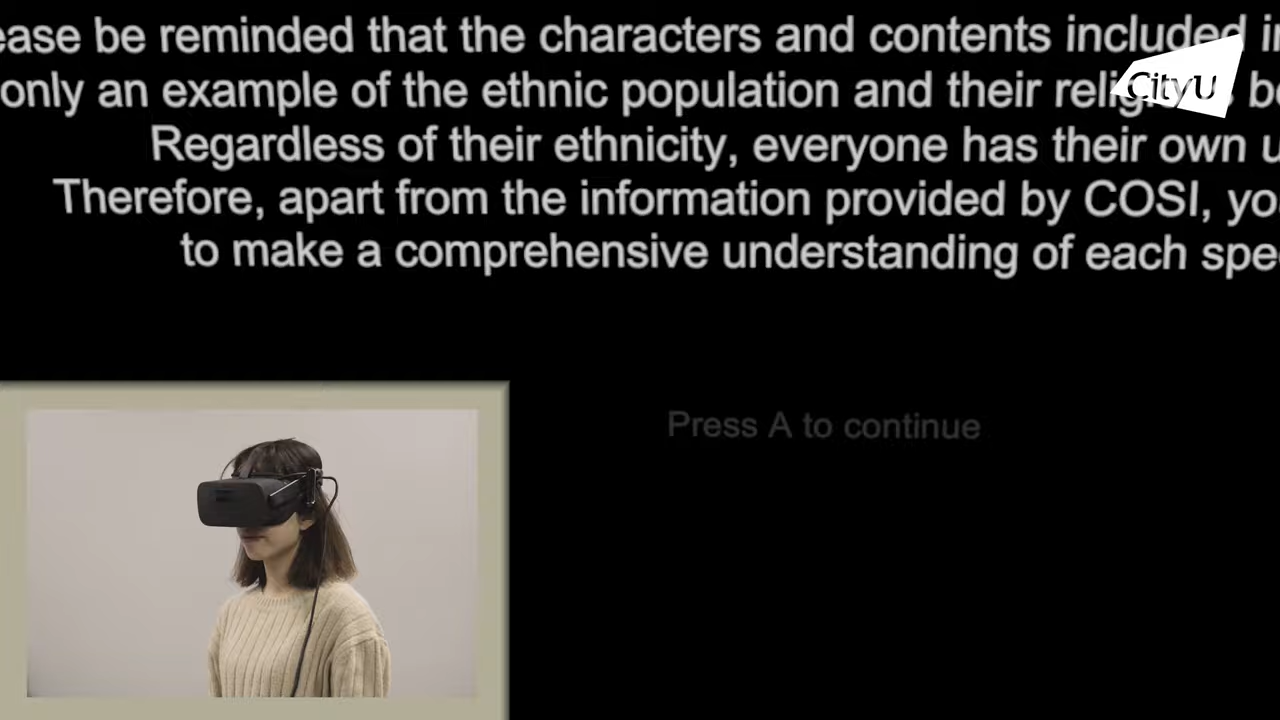 ease be reminded that the characters and contents included i
only an example of the ethnic population and their be
Regardless of their ethnicity, everyone has their own u
Therefore, apart from the information provided by COSI, yo
to make a comprehensive understanding of each spe
CityU
Press A to continue